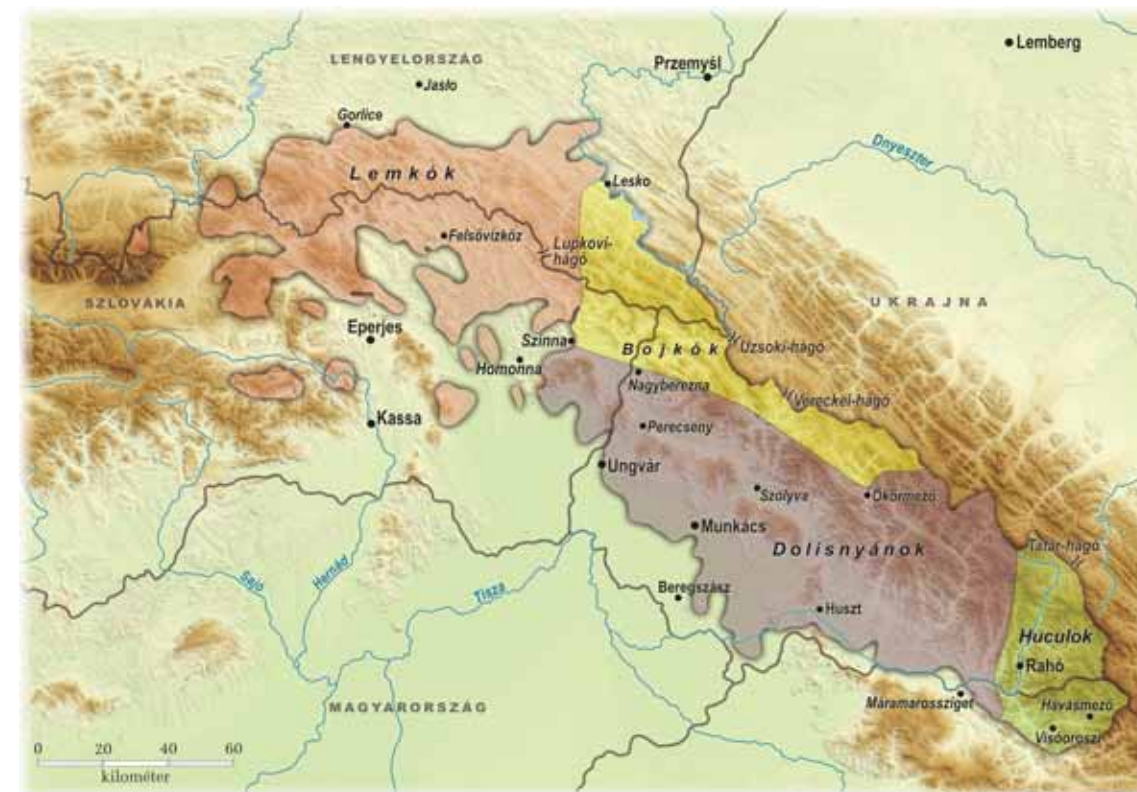 Lemberg
LENGYELORSZÁG
Przemyśl
Jasło
Gorlice
Dnyeszter
Lemkók
Lesko
Felsővízköz
Lupkovi-
hágó
SZLOVÁKIA
UKRAJNA
Eperjes
Szinna
Bojkók
Uzsoki-hágó
Homonna
Nagyberezna
Vereckei-hágó
Kassa
Perecseny
Ungvár
Szolyva
Ökörmező
Munkács
Dolisnyánok
Tatár-hágó
Sajó
Hernád
Tisza
Beregszász
Huszt
Huculok
Rahó
MAGYARORSZÁG
Máramarossziget
Havasmező
Visóoroszi
0 20 40 60
kilométer